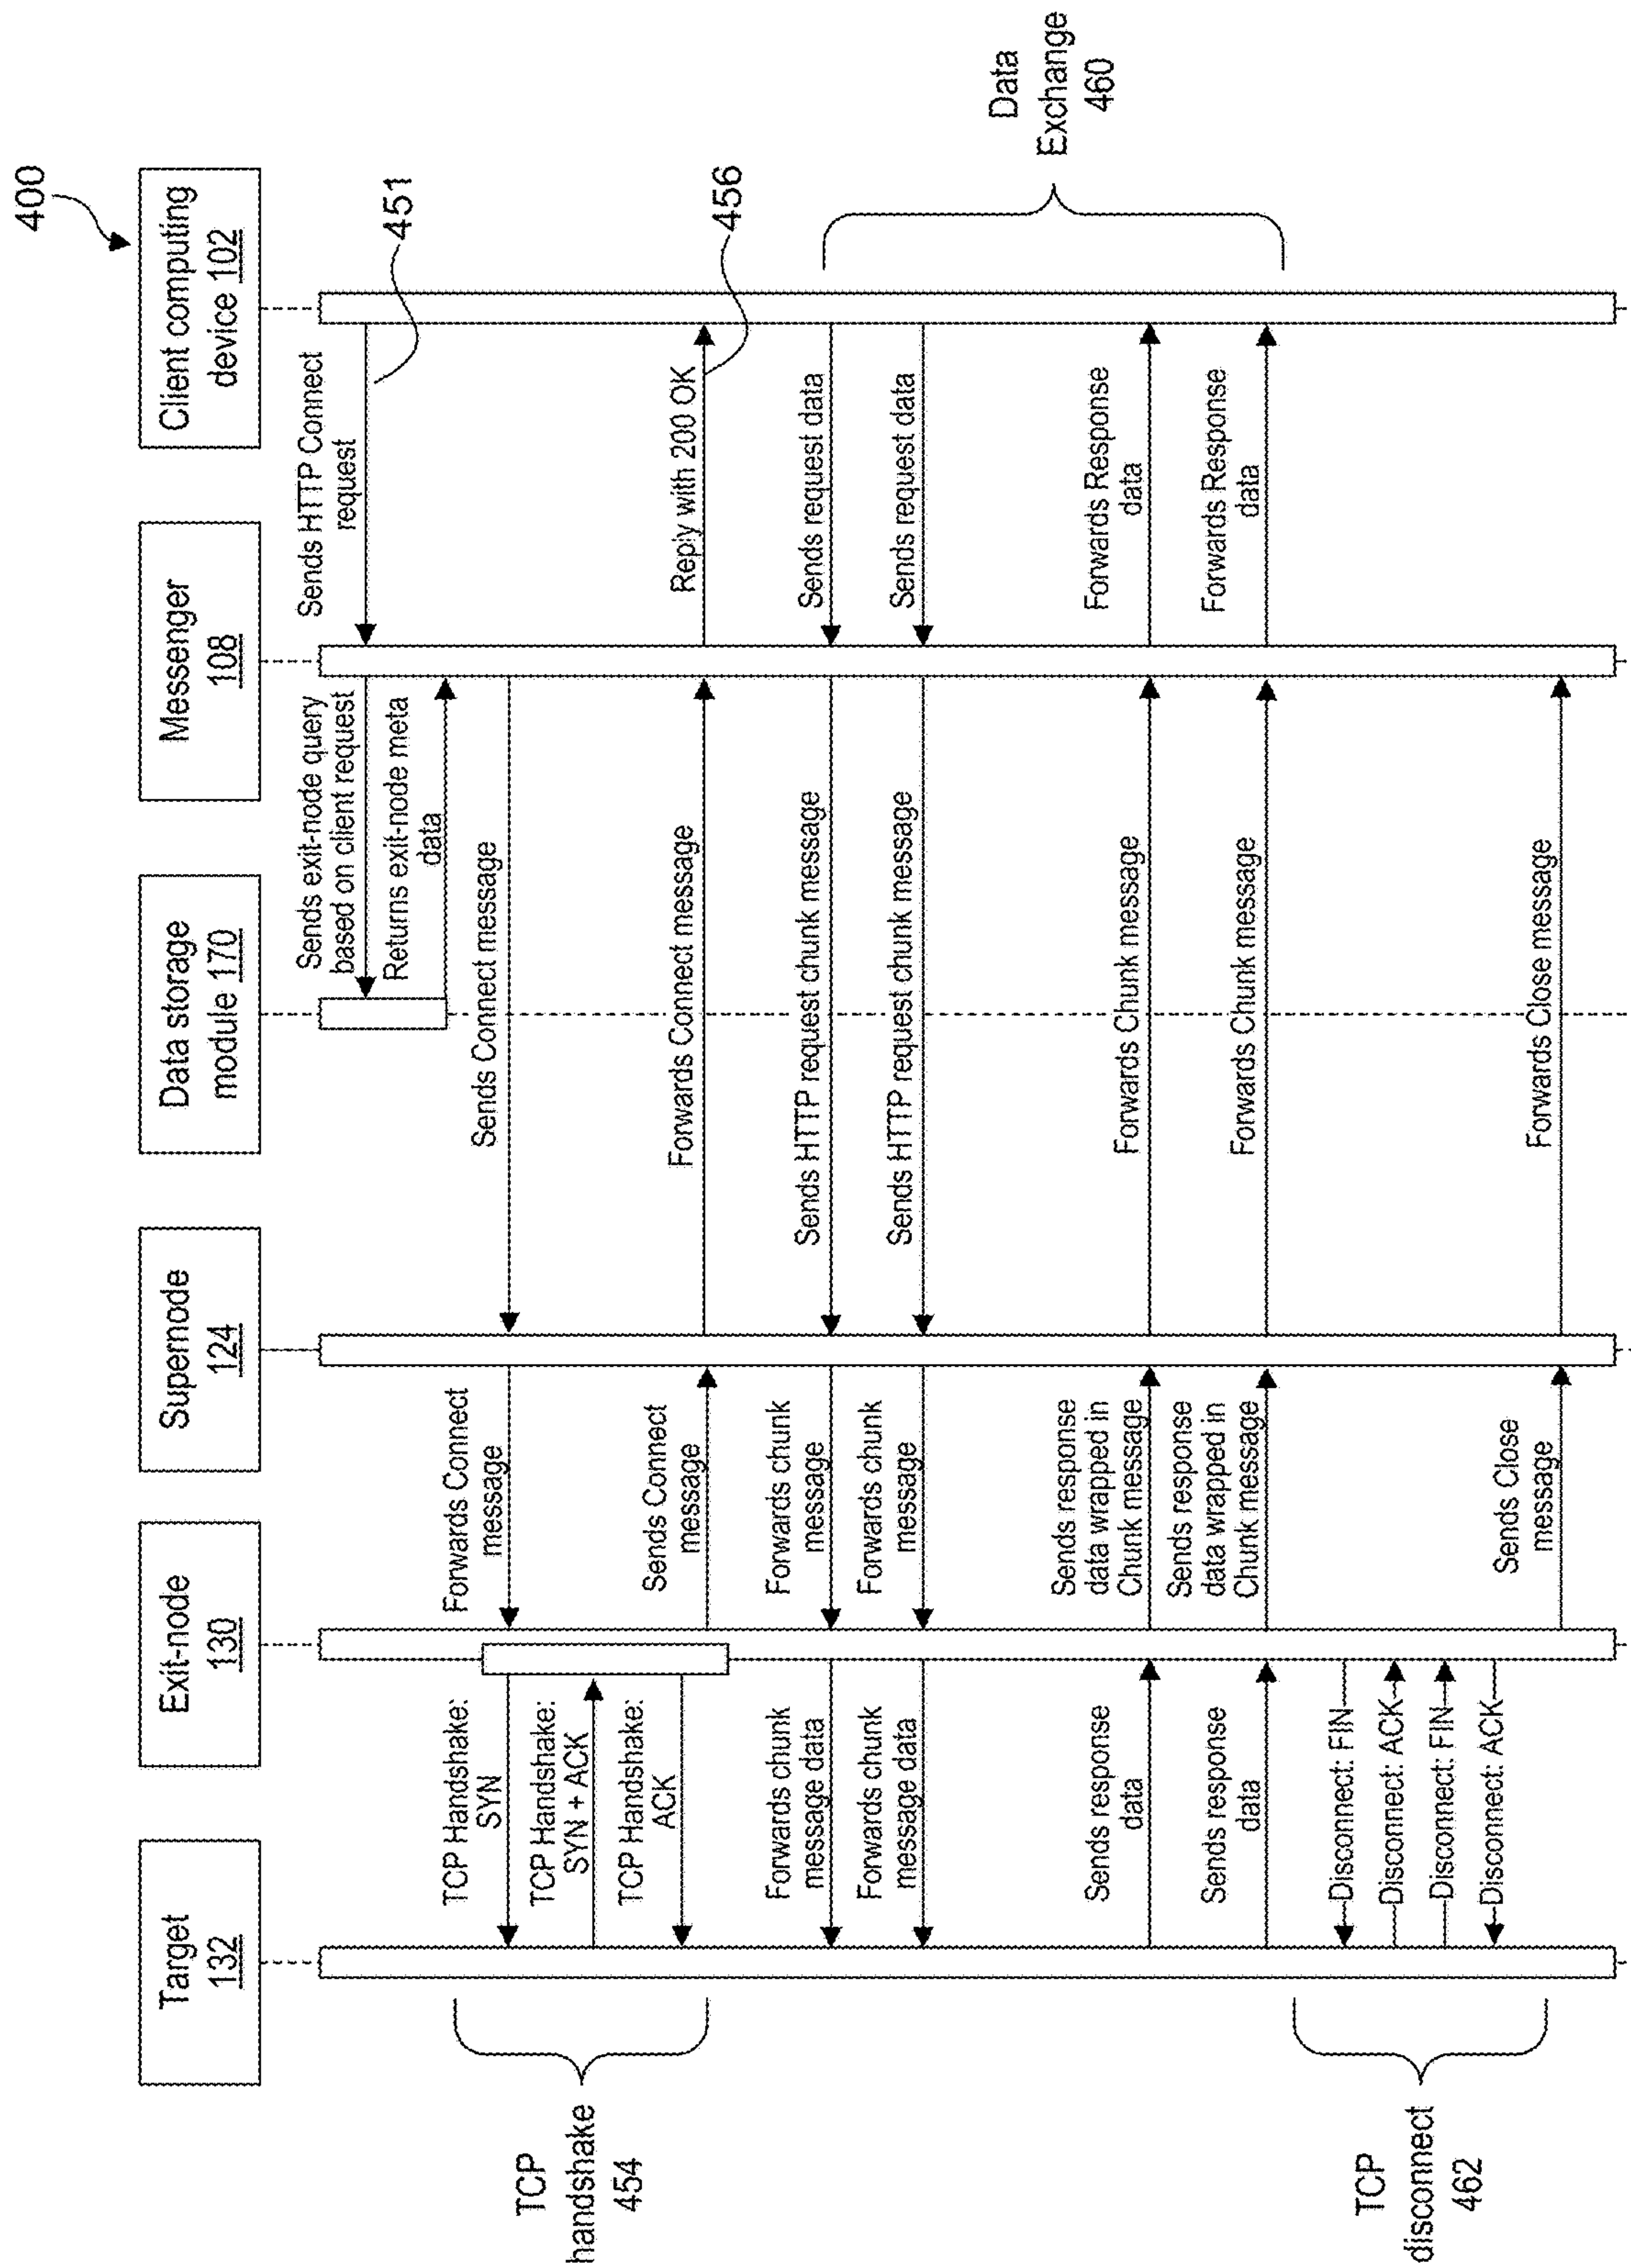 400
Target
132
Exit-node
130
Supernode
124
Data storage
module 170
Messenger
108
Client computing
device 102
Sends HTTP Connect
request
451
Sends exit-node query
based on client request
Returns exit-node meta
data
Sends Connect message
Forwards Connect
message
TCP Handshake:
SYN
TCP Handshake:
SYN + ACK
TCP Handshake:
ACK
TCP
handshake
454
Sends Connect
message
Forwards Connect message
Reply with 200 OK
456
Sends request data
Sends HTTP request chunk message
Forwards chunk
message
Forwards chunk
message data
Sends request data
Sends HTTP request chunk message
Forwards chunk
message
Forwards chunk
message data
Data
Exchange
460
Sends response
data
Sends response
data wrapped in
Chunk message
Forwards Chunk message
Forwards Response
data
Sends response
data
Sends response
data wrapped in
Chunk message
Forwards Chunk message
Forwards Response
data
Disconnect: FIN
Disconnect: ACK
Disconnect: FIN
Disconnect: ACK
TCP
disconnect
462
Sends Close
message
Forwards Close message